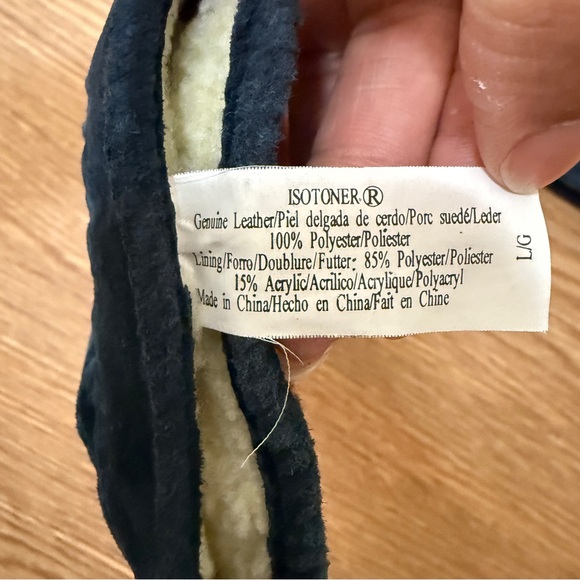 ISOTONER®
Genuine Leather/Piel delgada de cerdo/Porc suedé/Leder
100% Polyester/Poliester
Lining/Forro/Doublure/Futter: 85% Polyester/Poliester
15% Acrylic/Acrilico/Acrylique/Polyacryl
Made in China/Hecho en China/Fait en Chine
L/G